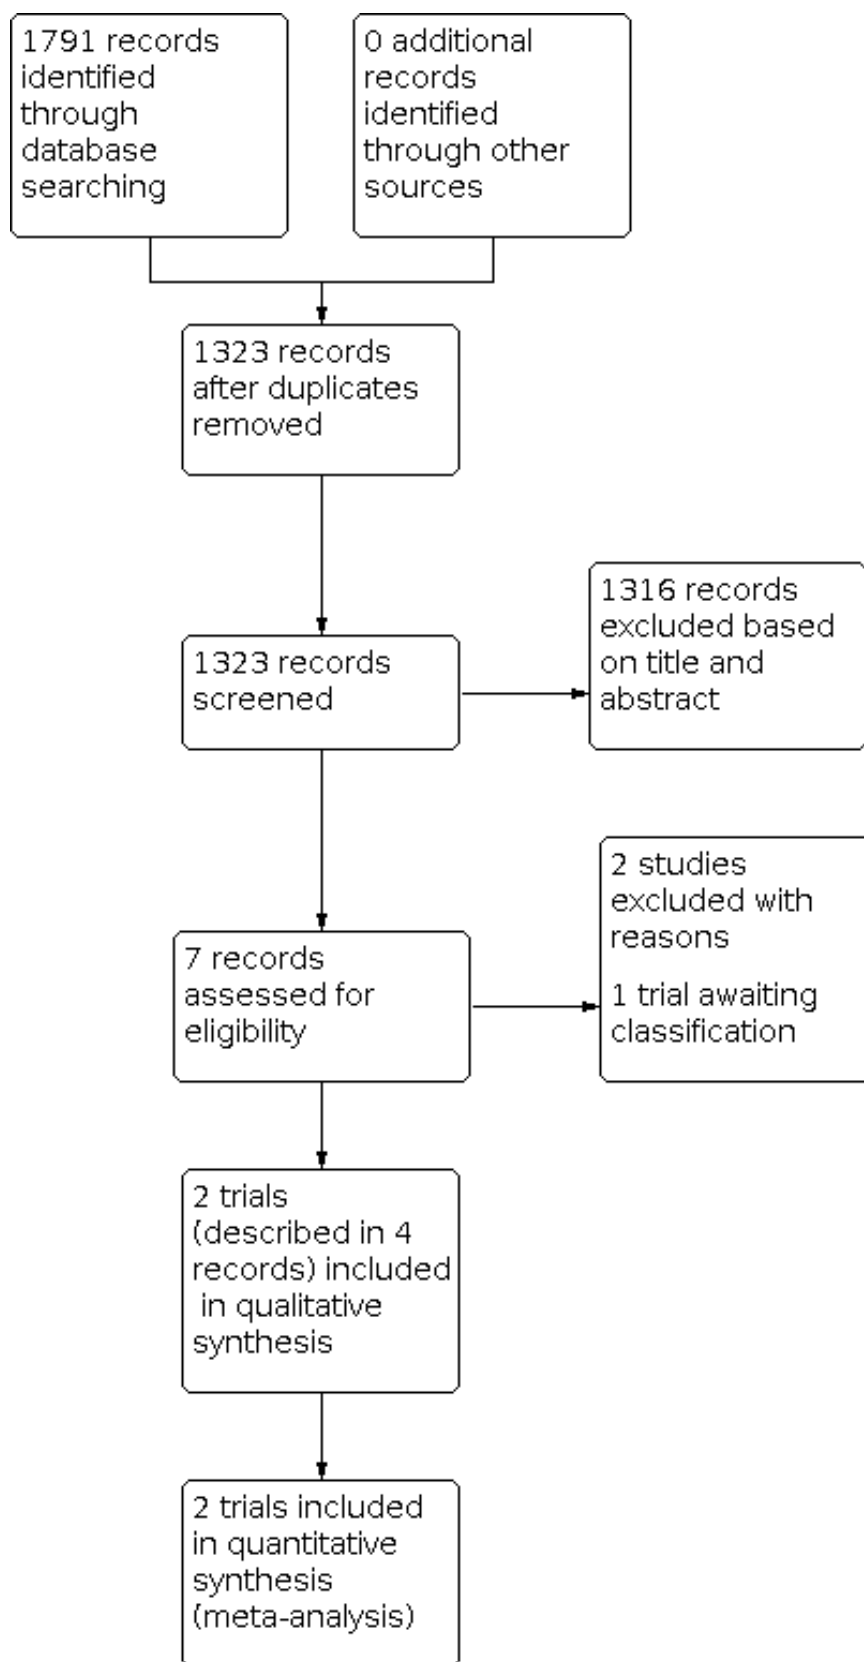 1791 records
identified
through
database
searching
0 additional
records
identified
through other
sources
1323 records
after duplicates
removed
1323 records
screened
1316 records
excluded based
on title and
abstract
7 records
assessed for
eligibility
2 studies
excluded with
reasons
1 trial awaiting
classification
2 trials
(described in 4
records) included
in qualitative
synthesis
2 trials included
in quantitative
synthesis
(meta-analysis)